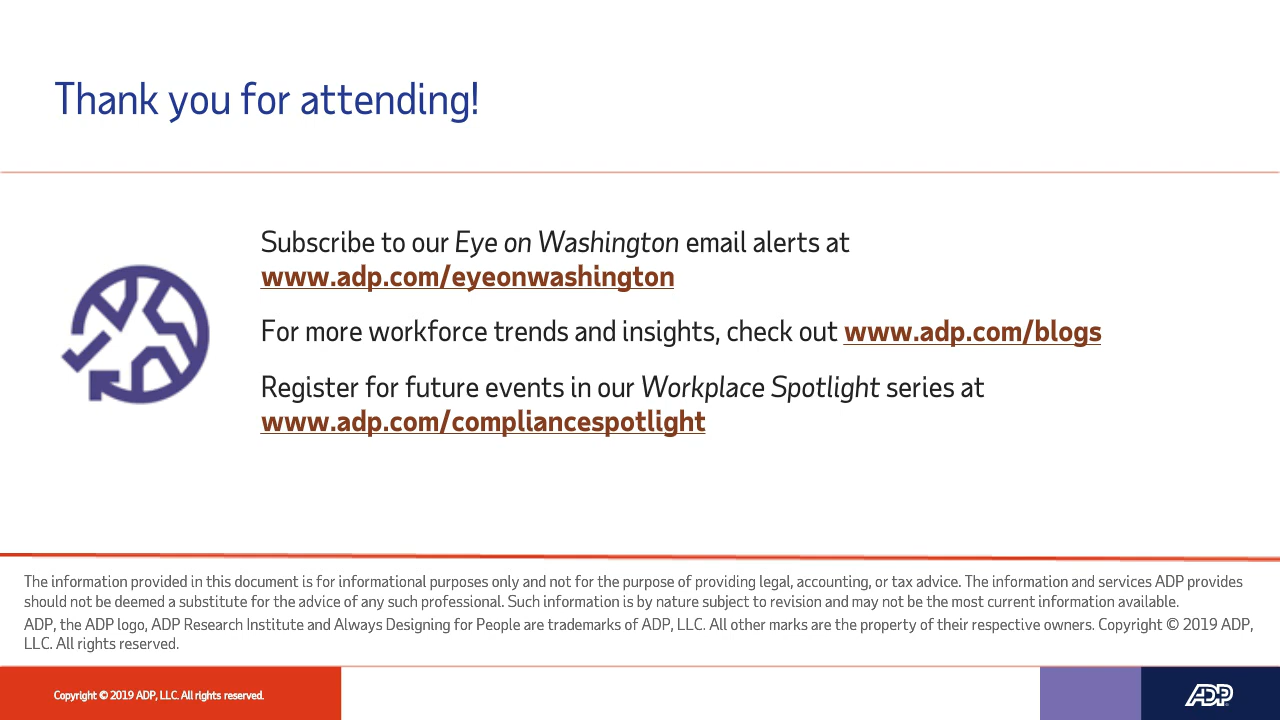 Thank you for attending!
Subscribe to our Eye on Washington email alerts at
www.adp.com/eyeonwashington
For more workforce trends and insights, check out www.adp.com/blogs
Register for future events in our Workplace Spotlight series at
www.adp.com/compliancespotlight
The information provided in this document is for informational purposes only and not for the purpose of providing legal, accounting, or tax advice. The information and services ADP provides
should not be deemed a substitute for the advice of any such professional. Such information is by nature subject to revision and may not be the most current information available.
ADP, the ADP logo, ADP Research Institute and Always Designing for People are trademarks of ADP, LLC. All other marks are the property of their respective owners. Copyright © 2019 ADP,
LLC. All rights reserved.
Copyright © 2019 ADP, LLC. All rights reserved.
ADP